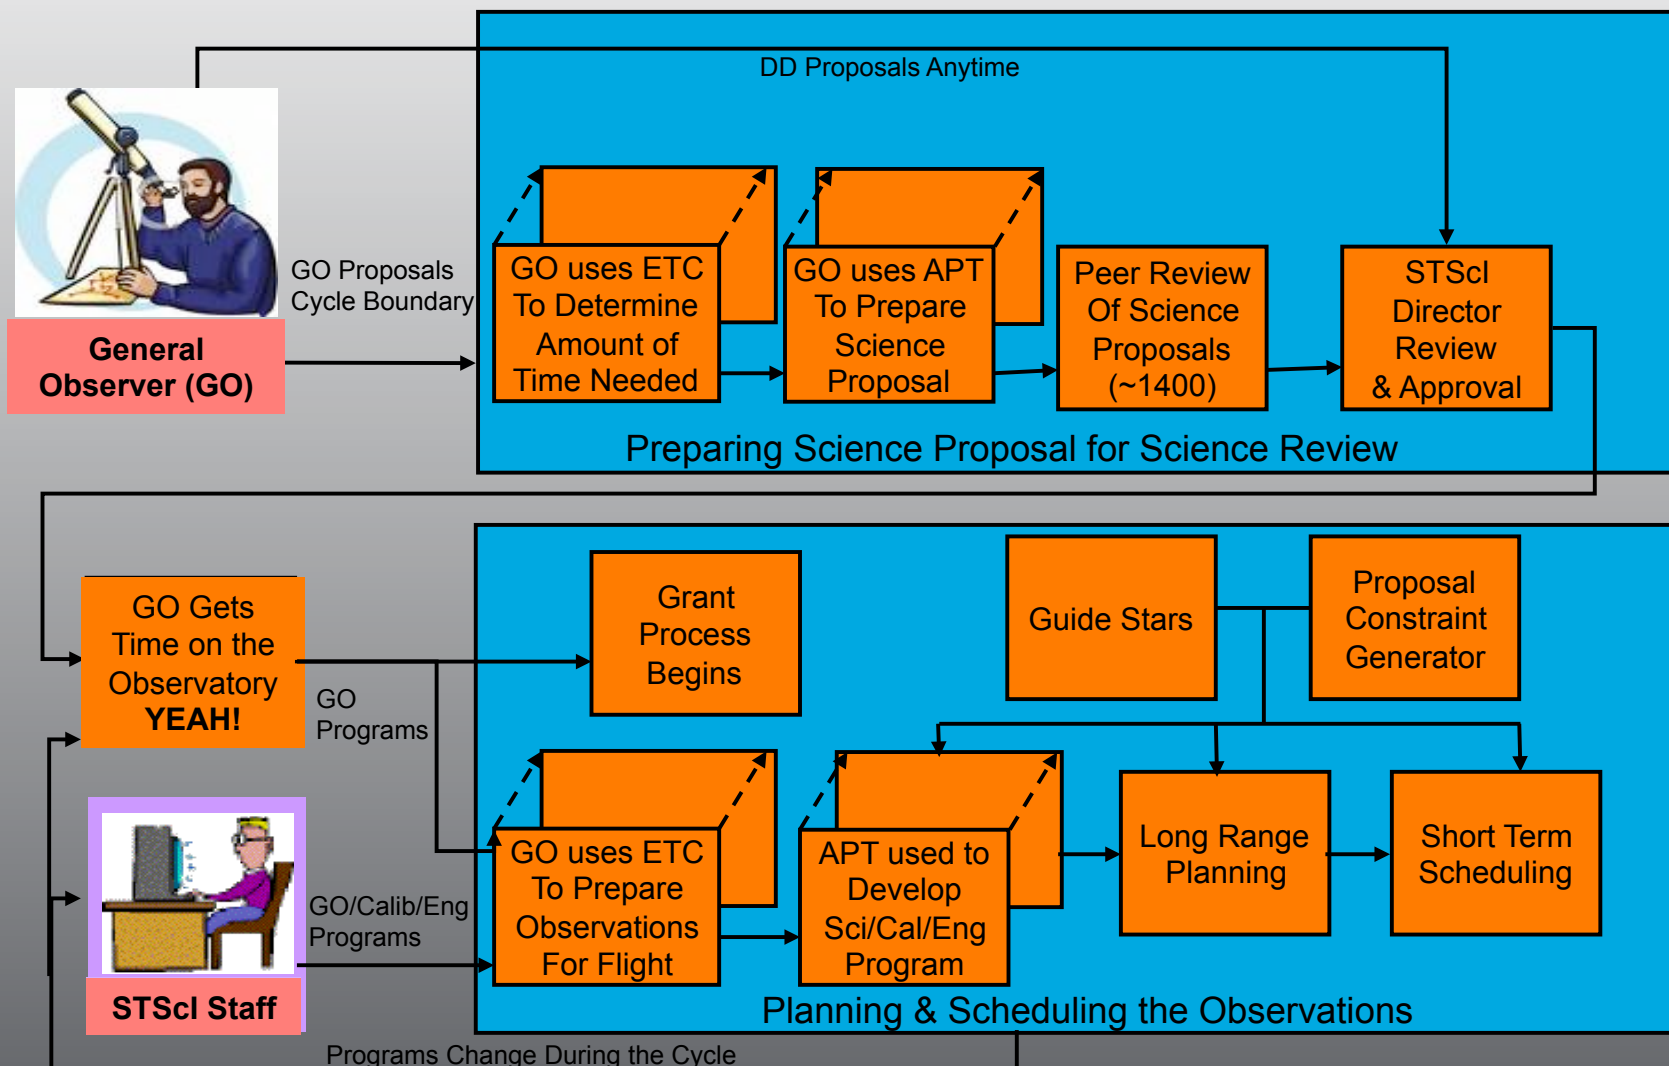 DD Proposals Anytime
GO Proposals
Cycle Boundary
General
Observer (GO)
GO uses ETC
To Determine
Amount of
Time Needed
GO uses APT
To Prepare
Science
Proposal
Peer Review
Of Science
Proposals
(~1400)
STScI
Director
Review
& Approval
Preparing Science Proposal for Science Review
GO Gets
Time on the
Observatory
YEAH!
GO
Programs
Grant
Process
Begins
Guide Stars
Proposal
Constraint
Generator
STScI Staff
GO/Calib/Eng
Programs
GO uses ETC
To Prepare
Observations
For Flight
APT used to
Develop
Sci/Cal/Eng
Program
Long Range
Planning
Short Term
Scheduling
Planning & Scheduling the Observations
Programs Change During the Cycle